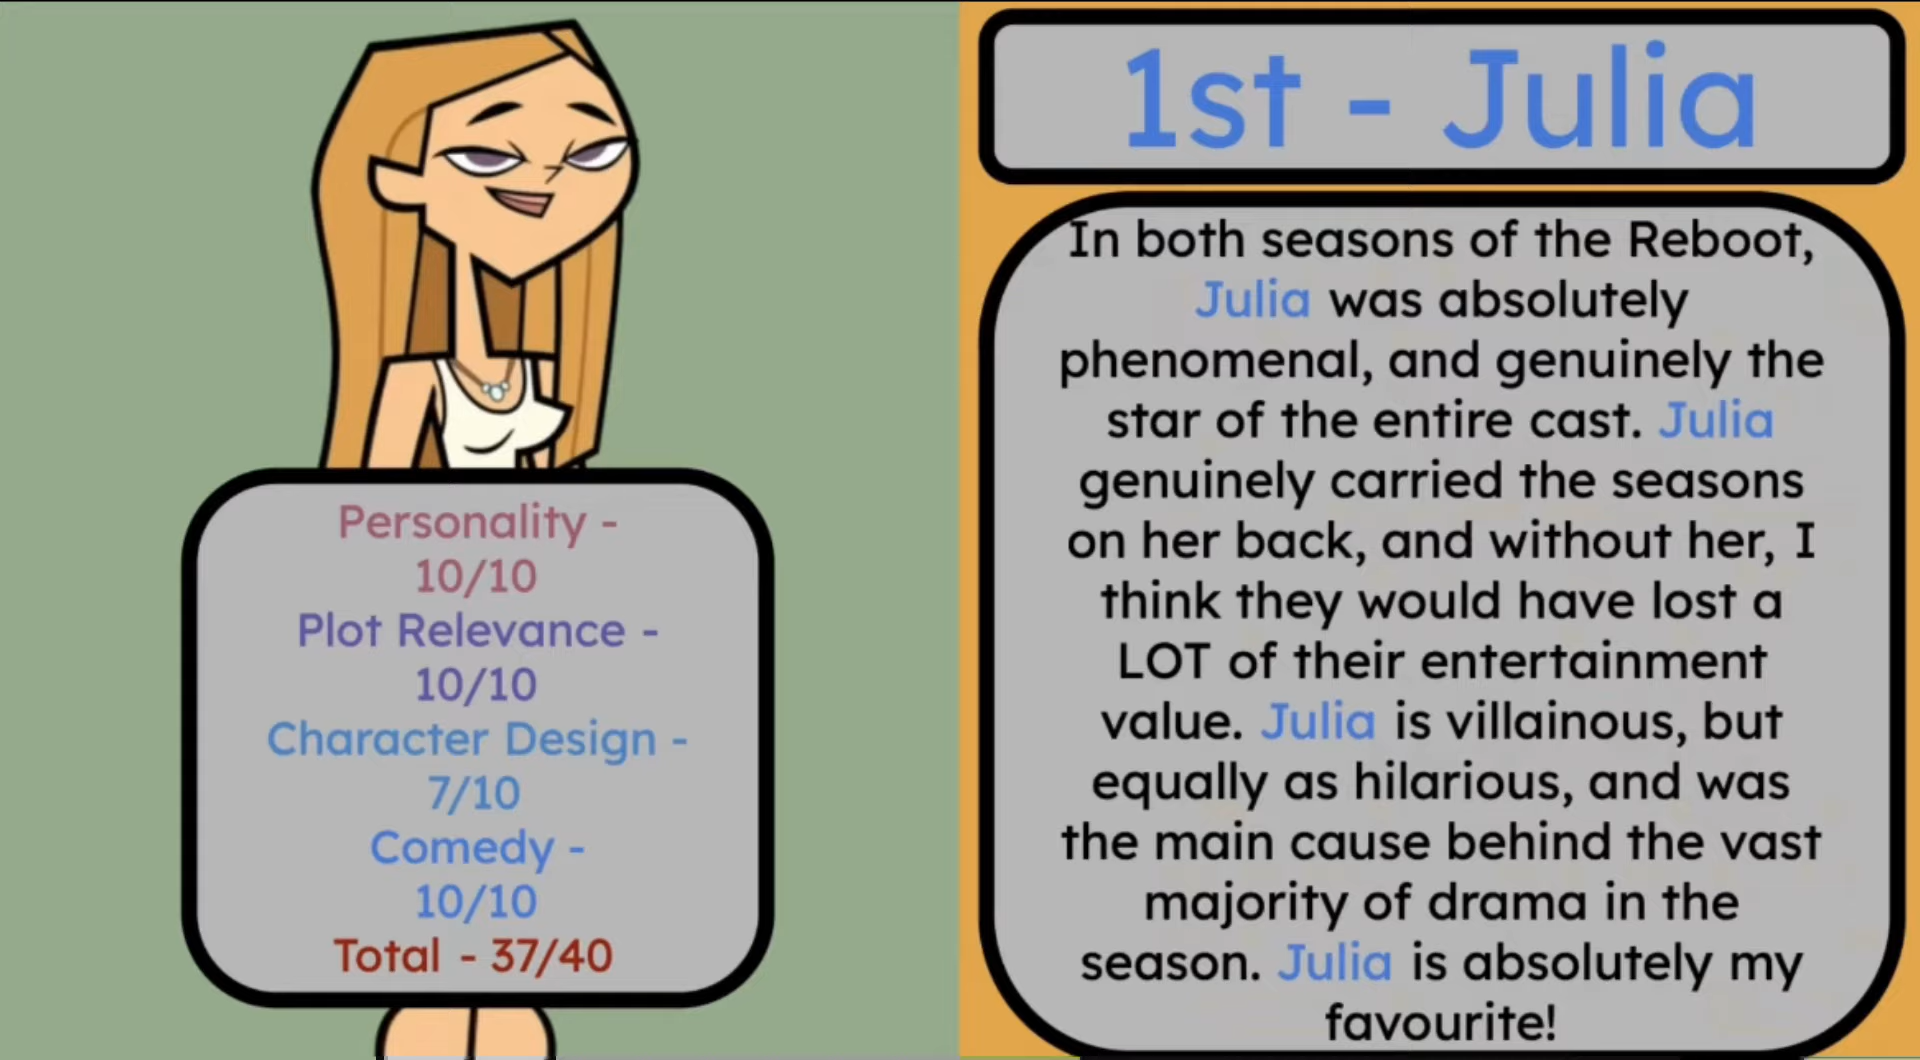 1st - Julia
In both seasons of the Reboot,
Julia was absolutely
phenomenal, and genuinely the
star of the entire cast. Julia
genuinely carried the seasons
on her back, and without her, I
think they would have lost a
LOT of their entertainment
value. Julia is villainous, but
equally as hilarious, and was
the main cause behind the vast
majority of drama in the
season. Julia is absolutely my
favourite!
Personality -
10/10
Plot Relevance -
10/10
Character Design -
7/10
Comedy -
10/10
Total - 37/40